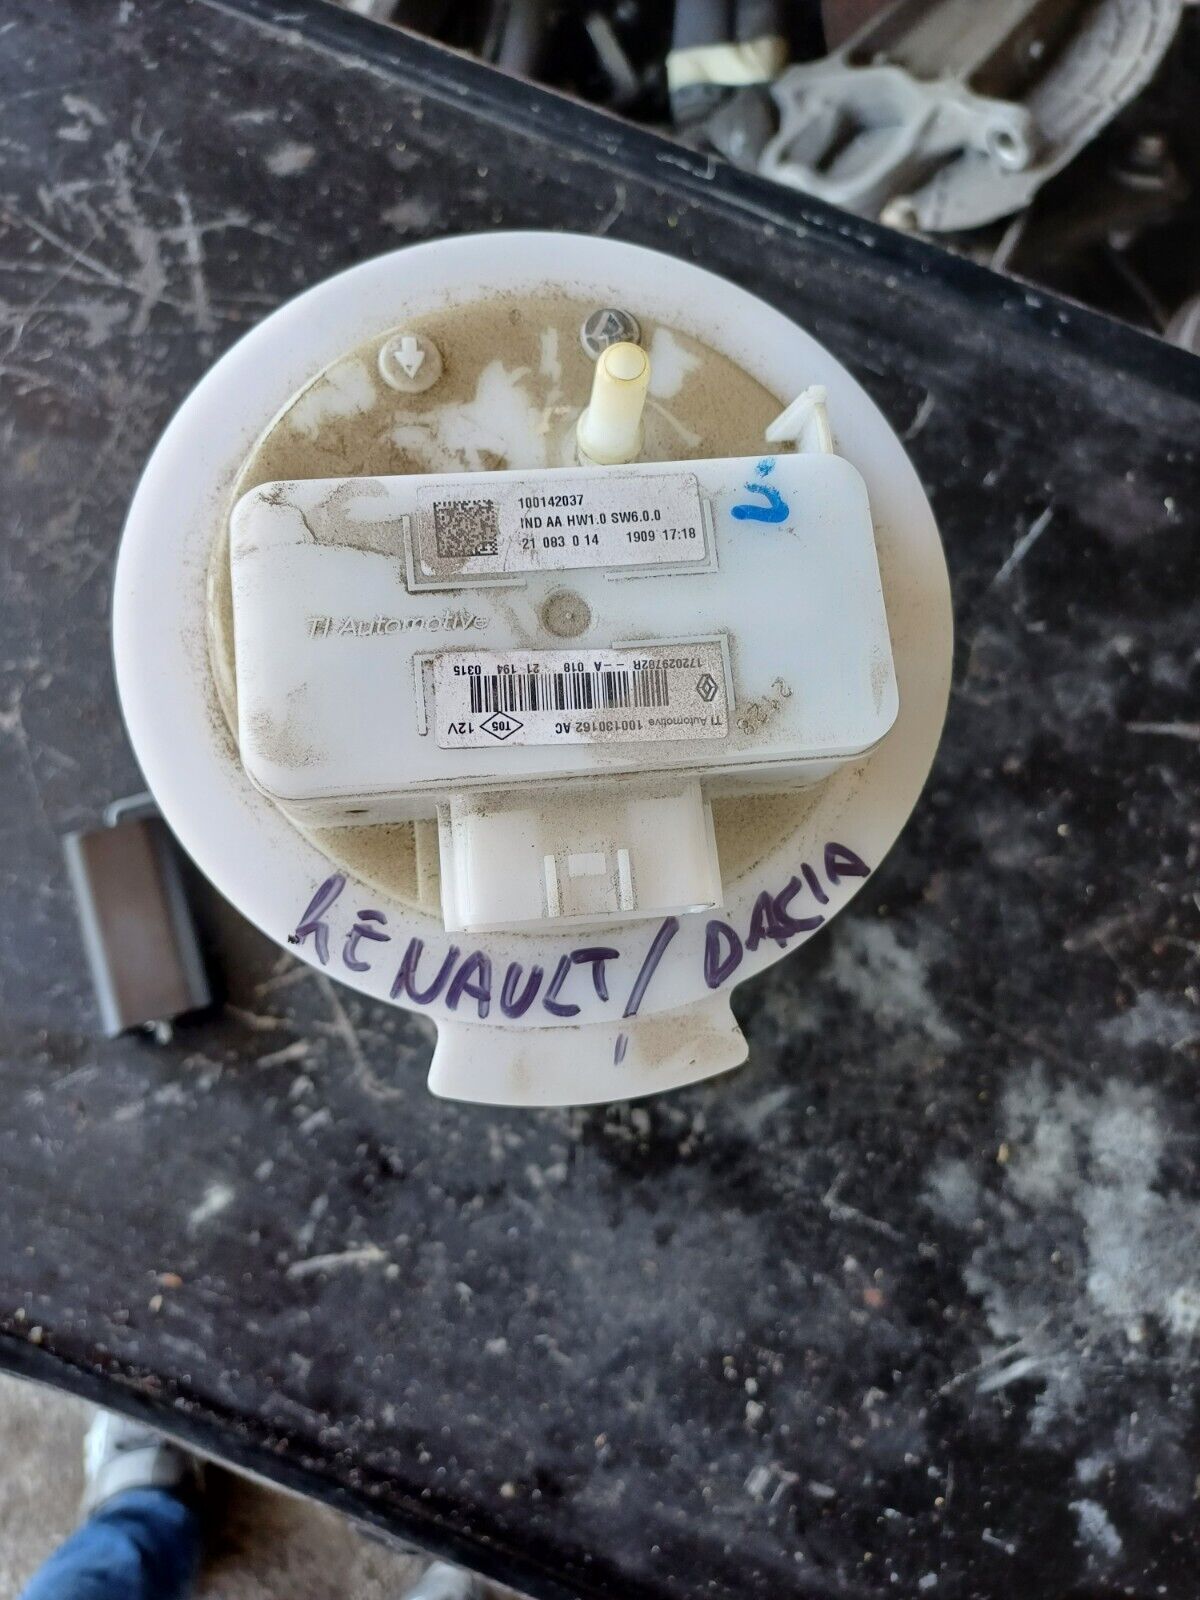 100142037
IND AA HW1.0 SW6.0.0
21 083 0 14 1909 17:18
TI Automotive
TI Automotive 100130162 AC T05 12V
172029782R -- A 018 21 194 0315
RENAULT/DACIA